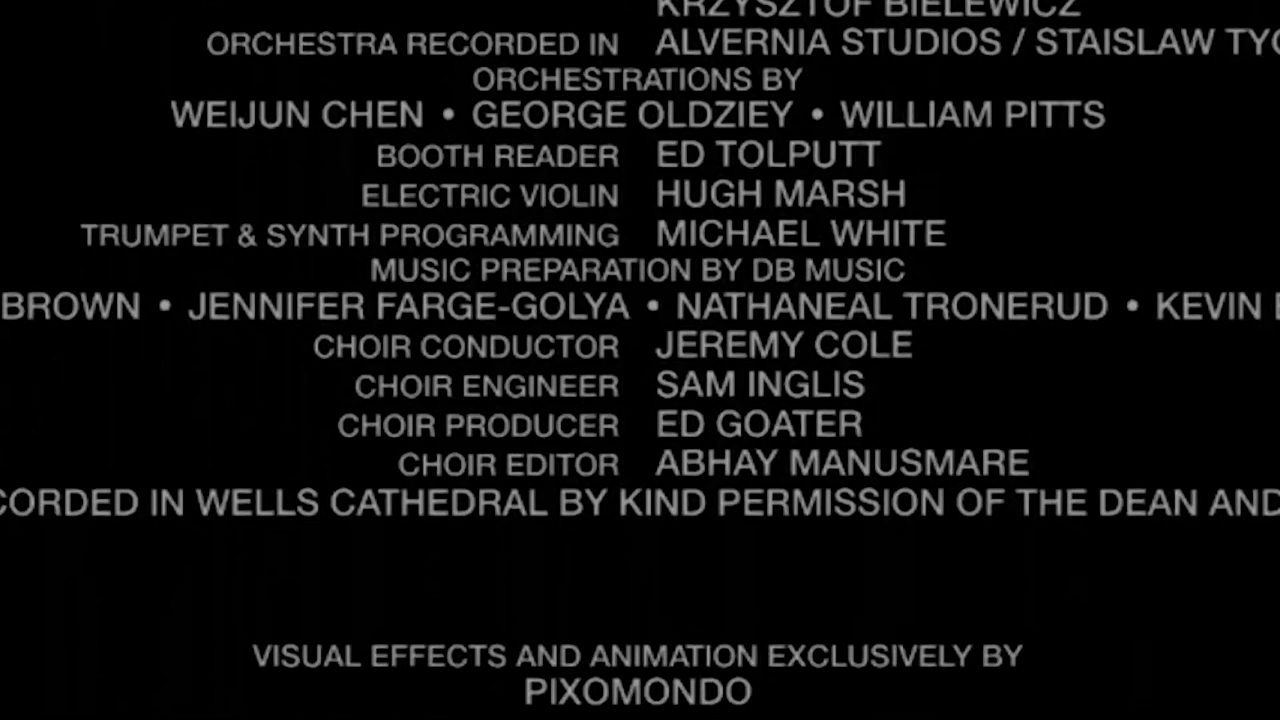 KRZYSZTOF BIELEWICZ
ORCHESTRA RECORDED IN ALVERNIA STUDIOS / STAISLAW
ORCHESTRATIONS BY
WEIJUN CHEN • GEORGE OLDZIEY • WILLIAM PITTS
BOOTH READER ED TOLPUTT
ELECTRIC VIOLIN HUGH MARSH
TRUMPET & SYNTH PROGRAMMING MICHAEL WHITE
MUSIC PREPARATION BY DB MUSIC
BROWN • JENNIFER FARGE-GOLYA • NATHANEAL TRONERUD • KEVIN
CHOIR CONDUCTOR JEREMY COLE
CHOIR ENGINEER SAM INGLIS
CHOIR PRODUCER ED GOATER
CHOIR EDITOR ABHAY MANUSMARE
CORDED IN WELLS CATHEDRAL BY KIND PERMISSION OF THE DEAN AND
VISUAL EFFECTS AND ANIMATION EXCLUSIVELY BY
PIXOMONDO